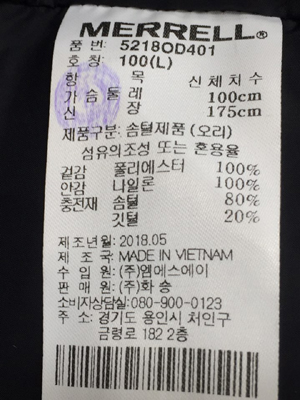 MERRELL®
품 번: 5218OD401
호 칭: 100(L)
항 목 신체치수
가슴둘레 100cm
신 장 175cm
제품구분: 솜털제품 (오리)
섬유의조성 또는 혼용율
겉감 폴리에스터 100%
안감 나일론 100%
충전재 솜털 80%
깃털 20%
제조년월: 2018.05
제 조 국: MADE IN VIETNAM
수 입 원: (주)엠에스에이
판 매 원: (주)화 승
소비자상담실: 080-900-0123
주 소: 경기도 용인시 처인구
금령로 182 2층